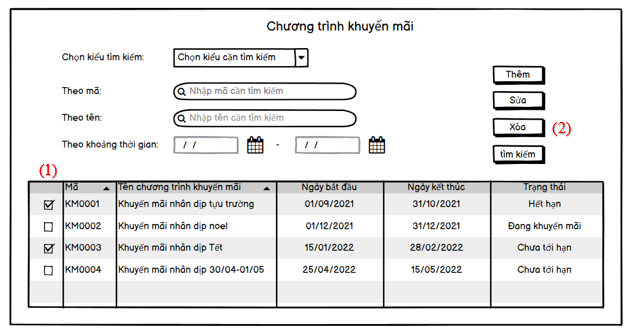 Chương trình khuyến mãi
Chọn kiểu tìm kiếm: Chọn kiểu cần tìm kiếm
Thêm
Theo mã: Nhập mã cần tìm kiếm
Sửa
Theo tên: Nhập tên cần tìm kiếm
Xóa (2)
Theo khoảng thời gian: / / - / /
tìm kiếm
(1)
Mã Tên chương trình khuyến mãi Ngày bắt đầu Ngày kết thúc Trạng thái
KM0001 Khuyến mãi nhân dịp tựu trường 01/09/2021 31/10/2021 Hết hạn
KM0002 Khuyến mãi nhân dịp noel 01/12/2021 31/12/2021 Đang khuyến mãi
KM0003 Khuyến mãi nhân dịp Tết 15/01/2022 28/02/2022 Chưa tới hạn
KM0004 Khuyến mãi nhân dịp 30/04-01/05 25/04/2022 15/05/2022 Chưa tới hạn